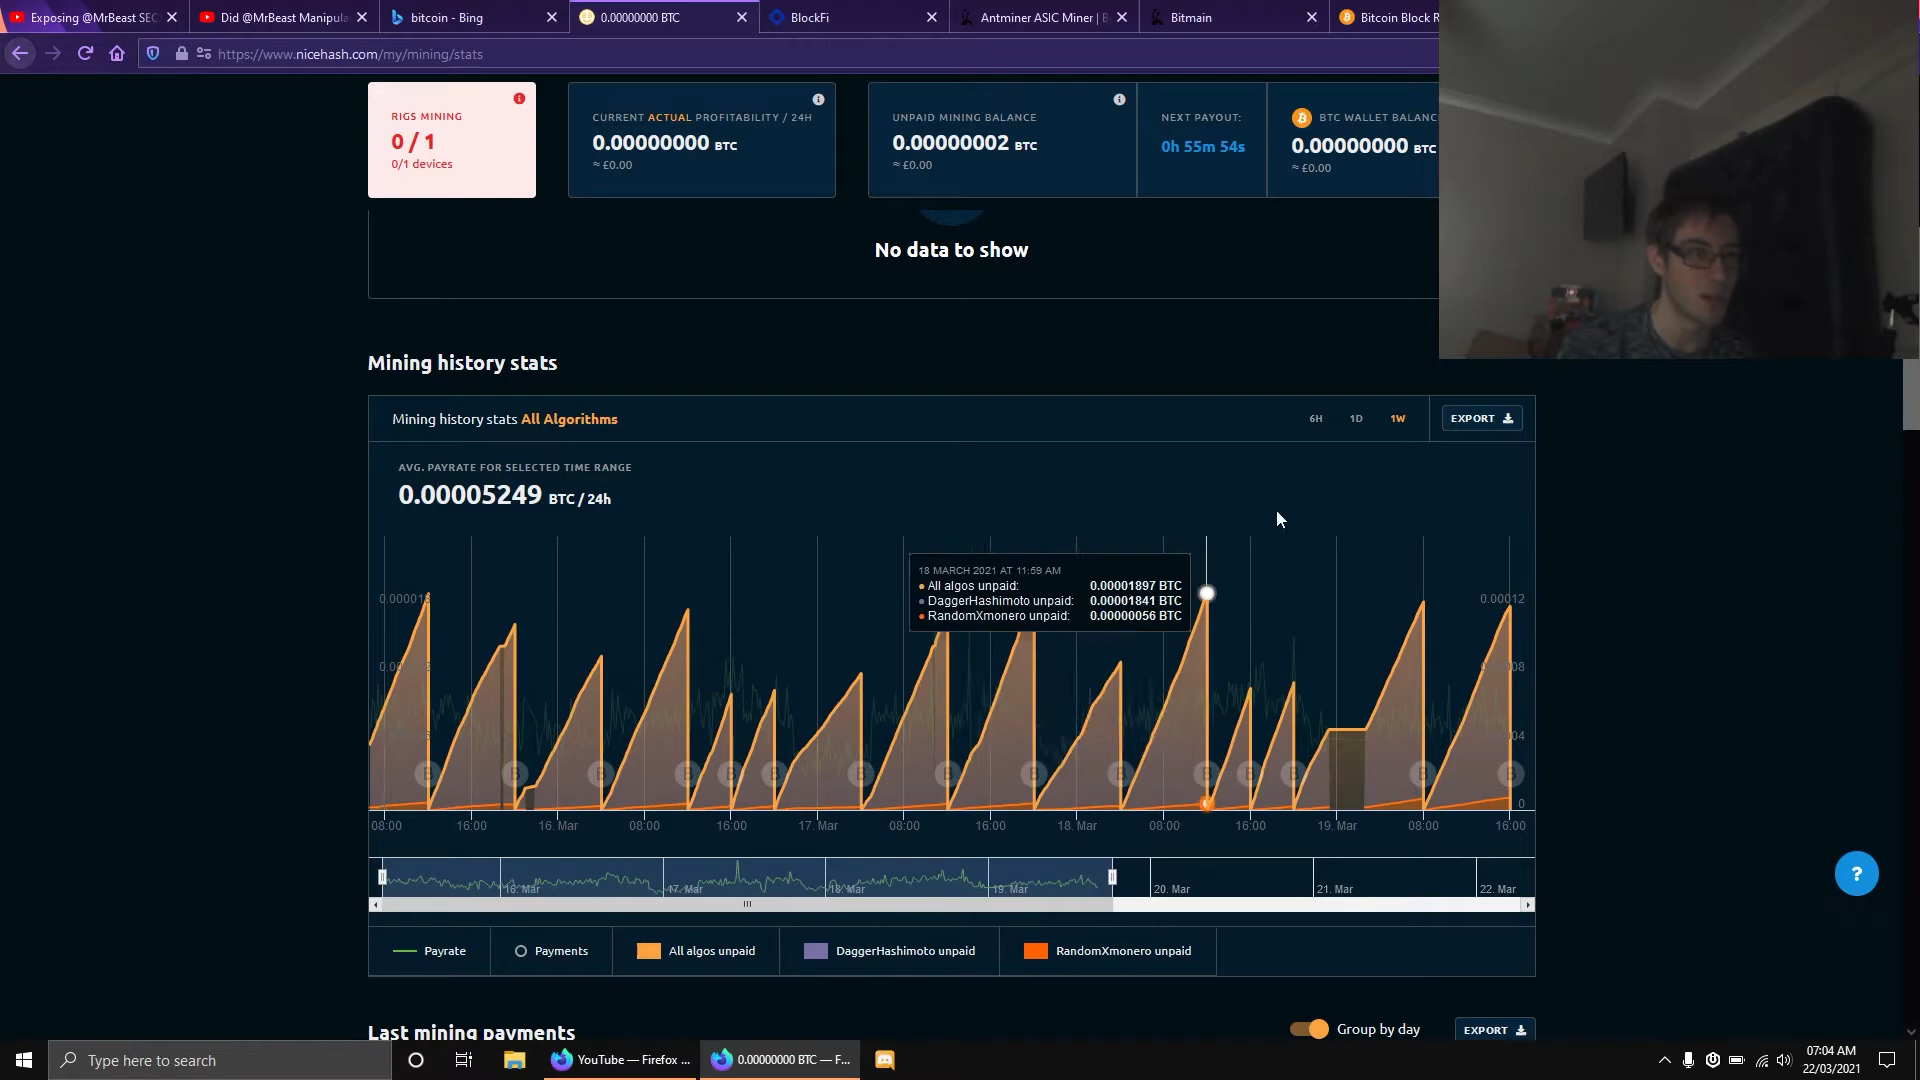 Exposing @MrBeast SEC
Did @MrBeast Manipula
bitcoin - Bing
0.00000000 BTC
BlockFi
Antminer ASIC Miner | B
Bitmain
Bitcoin Block R
https://www.nicehash.com/my/mining/stats
RIGS MINING
0 / 1
0/1 devices
CURRENT ACTUAL PROFITABILITY / 24H
0.00000000 BTC
≈ £0.00
UNPAID MINING BALANCE
0.00000002 BTC
≈ £0.00
NEXT PAYOUT:
0h 55m 54s
BTC WALLET BALANC
0.00000000 BTC
≈ £0.00
No data to show
Mining history stats
Mining history stats All Algorithms
6H 1D 1W
EXPORT
AVG. PAYRATE FOR SELECTED TIME RANGE
0.00005249 BTC / 24h
18 MARCH 2021 AT 11:59 AM
All algos unpaid: 0.00001897 BTC
DaggerHashimoto unpaid: 0.00001841 BTC
RandomXmonero unpaid: 0.00000056 BTC
0.00012
0
08:00 16:00 16. Mar 08:00 16:00 17. Mar 08:00 16:00 18. Mar 08:00 16:00 19. Mar 08:00 16:00
16. Mar 17. Mar 18. Mar 19. Mar 20. Mar 21. Mar 22. Mar
Payrate
Payments
All algos unpaid
DaggerHashimoto unpaid
RandomXmonero unpaid
?
Last mining payments
Group by day
EXPORT
Type here to search
YouTube — Firefox ...
0.00000000 BTC — F...
07:04 AM
22/03/2021